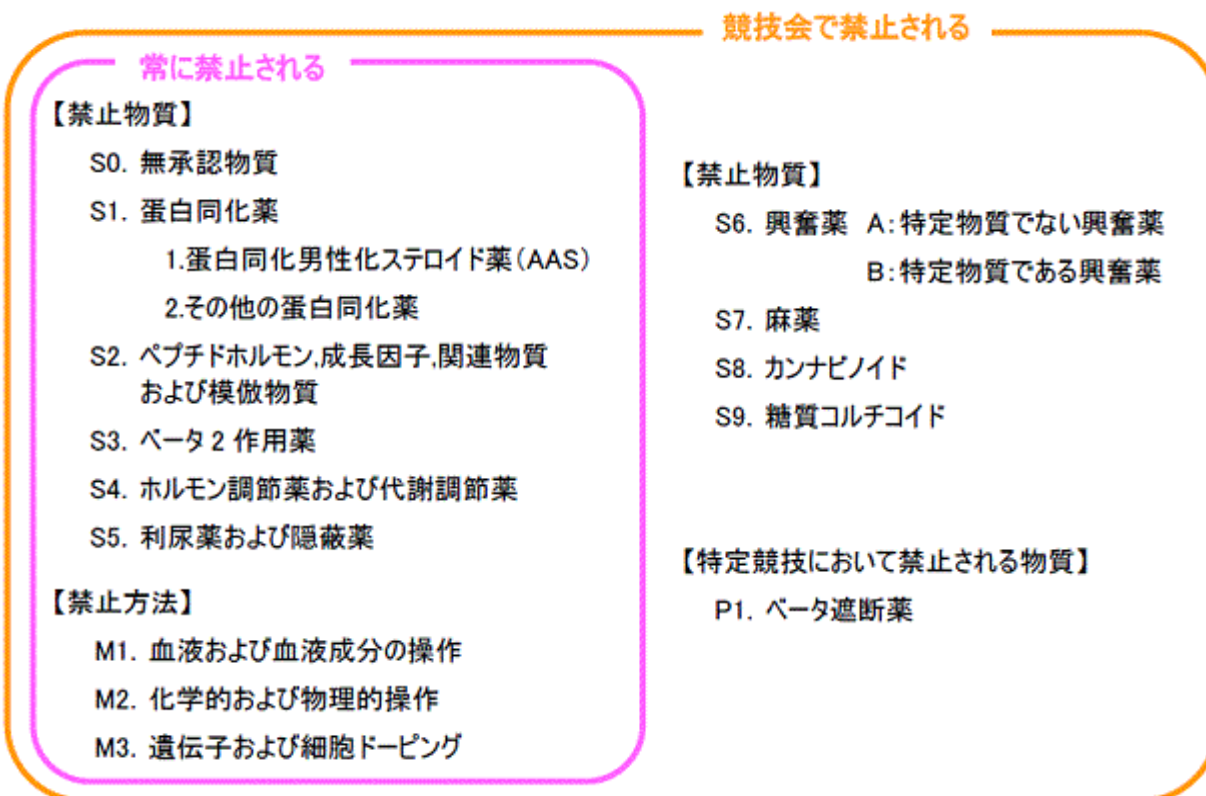 競技会で禁止される
常に禁止される
【禁止物質】
S0. 無承認物質
S1. 蛋白同化薬
1.蛋白同化男性化ステロイド薬(AAS)
2.その他の蛋白同化薬
S2. ペプチドホルモン,成長因子,関連物質
および模倣物質
S3. ベータ2作用薬
S4. ホルモン調節薬および代謝調節薬
S5. 利尿薬および隠蔽薬
【禁止方法】
M1. 血液および血液成分の操作
M2. 化学的および物理的操作
M3. 遺伝子および細胞ドーピング
【禁止物質】
S6. 興奮薬 A:特定物質でない興奮薬
B:特定物質である興奮薬
S7. 麻薬
S8. カンナビノイド
S9. 糖質コルチコイド
【特定競技において禁止される物質】
P1. ベータ遮断薬